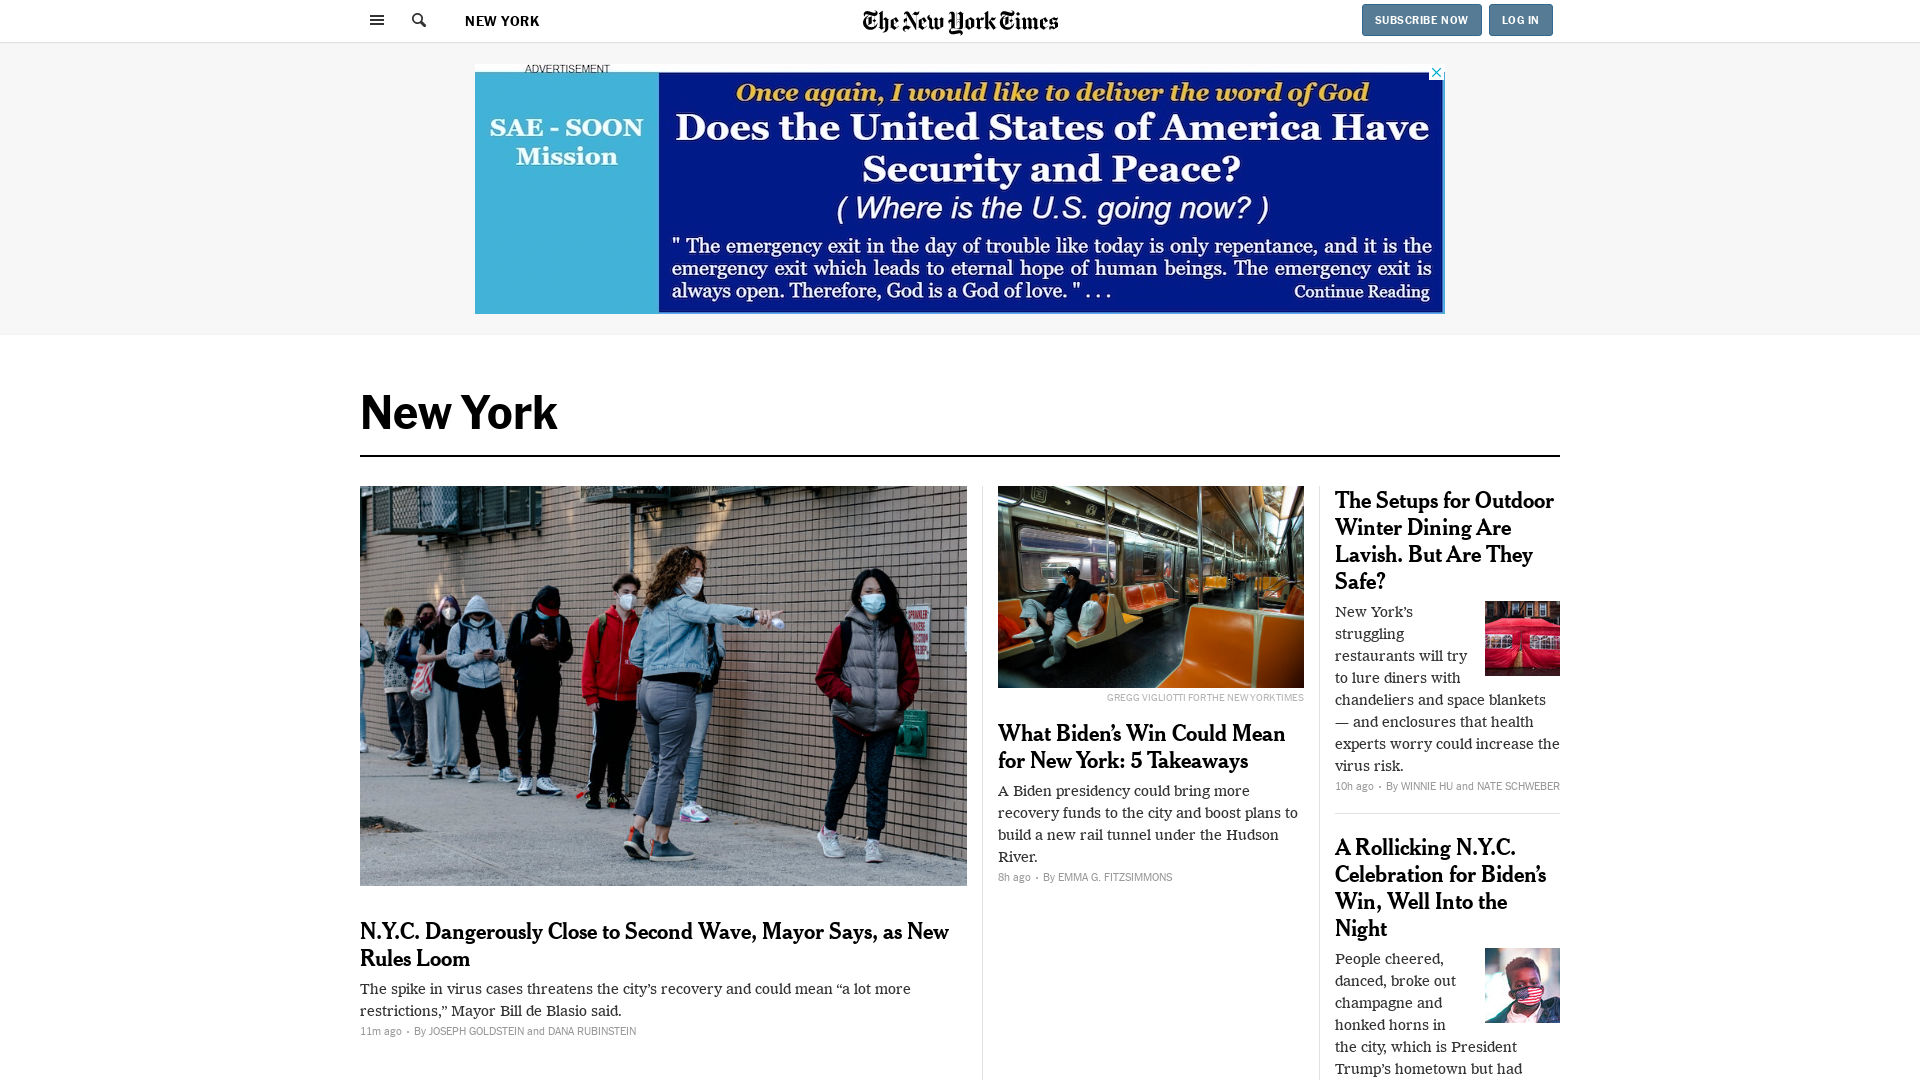 NEW YORK
The New York Times
SUBSCRIBE NOW
LOG IN
ADVERTISEMENT
SAE - SOON
Mission
Once again, I would like to deliver the word of God
Does the United States of America Have
Security and Peace?
( Where is the U.S. going now? )
" The emergency exit in the day of trouble like today is only repentance, and it is the
emergency exit which leads to eternal hope of human beings. The emergency exit is
always open. Therefore, God is a God of love. " . . .
Continue Reading
New York
N.Y.C. Dangerously Close to Second Wave, Mayor Says, as New
Rules Loom
The spike in virus cases threatens the city’s recovery and could mean “a lot more
restrictions,” Mayor Bill de Blasio said.
11m ago • By JOSEPH GOLDSTEIN and DANA RUBINSTEIN
GREGG VIGLIOTTI FOR THE NEW YORK TIMES
What Biden’s Win Could Mean
for New York: 5 Takeaways
A Biden presidency could bring more
recovery funds to the city and boost plans to
build a new rail tunnel under the Hudson
River.
8h ago • By EMMA G. FITZSIMMONS
The Setups for Outdoor
Winter Dining Are
Lavish. But Are They
Safe?
New York’s
struggling
restaurants will try
to lure diners with
chandeliers and space blankets
— and enclosures that health
experts worry could increase the
virus risk.
10h ago • By WINNIE HU and NATE SCHWEBER
A Rollicking N.Y.C.
Celebration for Biden’s
Win, Well Into the
Night
People cheered,
danced, broke out
champagne and
honked horns in
the city, which is President
Trump’s hometown but had